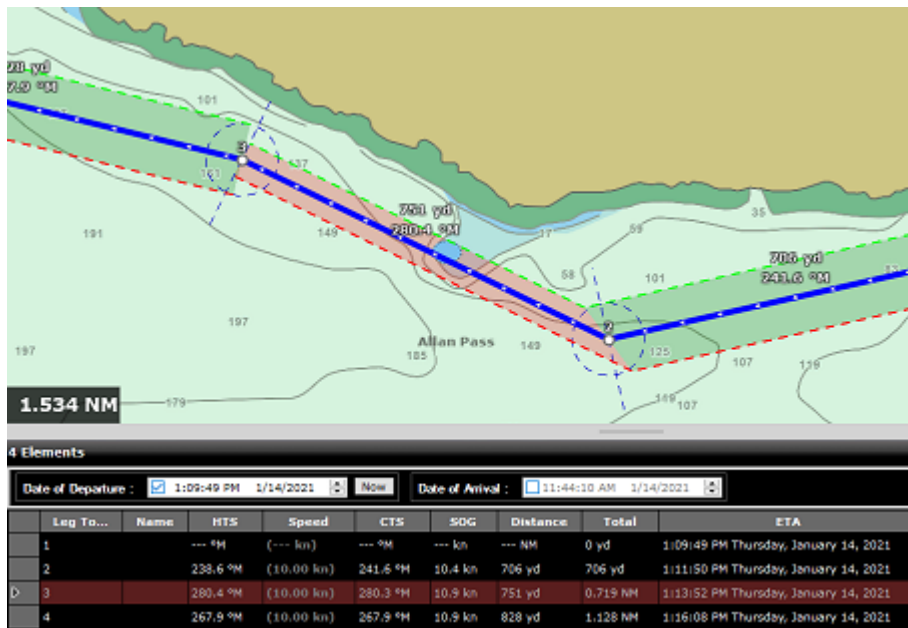 28 yd
7.9 °M
101
3
161
137
751 yd
280.4 °M
149
191
37
59
35
706 yd
241.6 °M
58
101
2
197
197
Allan Pass
185
149
125
107
119
149
107
179
1.534 NM
4 Elements
Date of Departure : 1:09:49 PM 1/14/2021 Now Date of Arrival : 11:44:10 AM 1/14/2021
Leg To... Name HTS Speed CTS SOG Distance Total ETA
1 --- °M (--- kn) --- °M --- kn --- NM 0 yd 1:09:49 PM Thursday, January 14, 2021
2 238.6 °M (10.00 kn) 241.6 °M 10.4 kn 706 yd 706 yd 1:11:50 PM Thursday, January 14, 2021
3 280.4 °M (10.00 kn) 280.3 °M 10.9 kn 751 yd 0.719 NM 1:13:52 PM Thursday, January 14, 2021
4 267.9 °M (10.00 kn) 267.9 °M 10.9 kn 828 yd 1.128 NM 1:16:08 PM Thursday, January 14, 2021